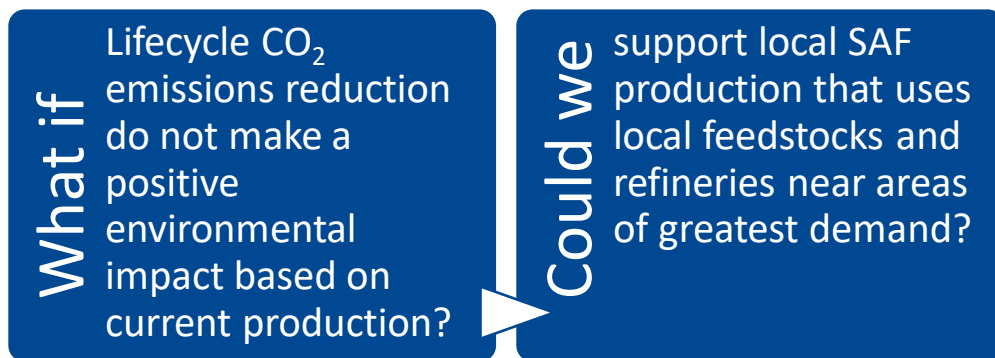 What if
Lifecycle CO₂
emissions reduction
do not make a
positive
environmental
impact based on
current production?
Could we
support local SAF
production that uses
local feedstocks and
refineries near areas
of greatest demand?